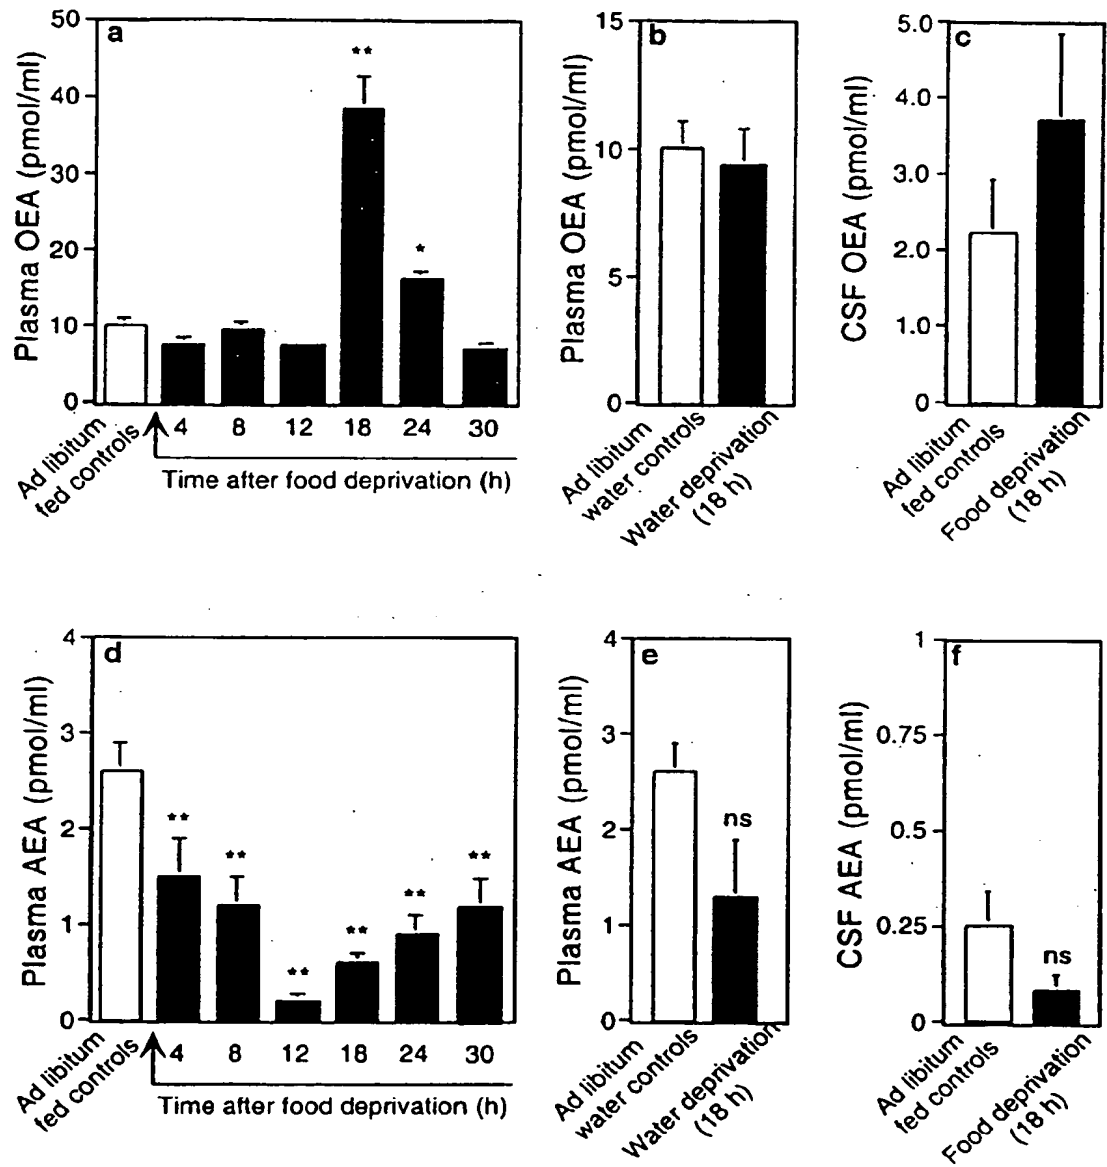 a
Plasma OEA (pmol/ml)
50
40
30
20
10
0
**
*
Ad libitum
fed controls
4 8 12 18 24 30
Time after food deprivation (h)
b
Plasma OEA (pmol/ml)
15
10
5
0
Ad libitum
water controls
Water deprivation
(18 h)
c
CSF OEA (pmol/ml)
5.0
4.0
3.0
2.0
1.0
0
Ad libitum
fed controls
Food deprivation
(18 h)
d
Plasma AEA (pmol/ml)
4
3
2
1
0
**
**
**
**
**
**
Ad libitum
fed controls
4 8 12 18 24 30
Time after food deprivation (h)
e
Plasma AEA (pmol/ml)
4
3
2
1
0
ns
Ad libitum
water controls
Water deprivation
(18 h)
f
CSF AEA (pmol/ml)
1
0.75
0.5
0.25
0
ns
Ad libitum
fed controls
Food deprivation
(18 h)